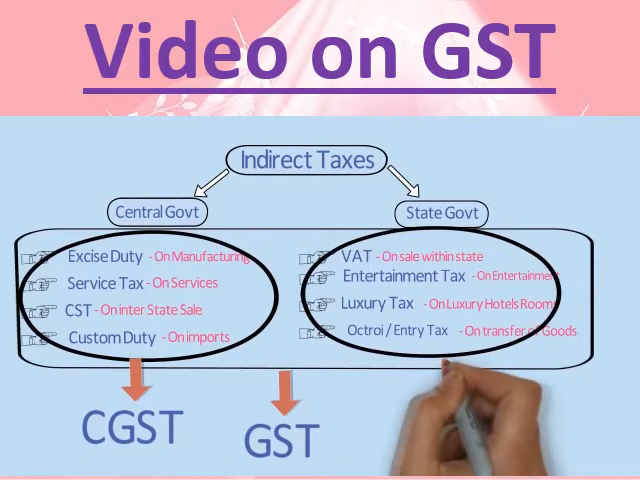 Video on GST
Indirect Taxes
Central Govt
State Govt
Excise Duty - On Manufacturing
Service Tax - On Services
CST - On inter State Sale
Custom Duty - On imports
VAT - On sale within state
Entertainment Tax - On Entertainment
Luxury Tax - On Luxury Hotels Rooms
Octroi / Entry Tax - On transfer of Goods
CGST
GST